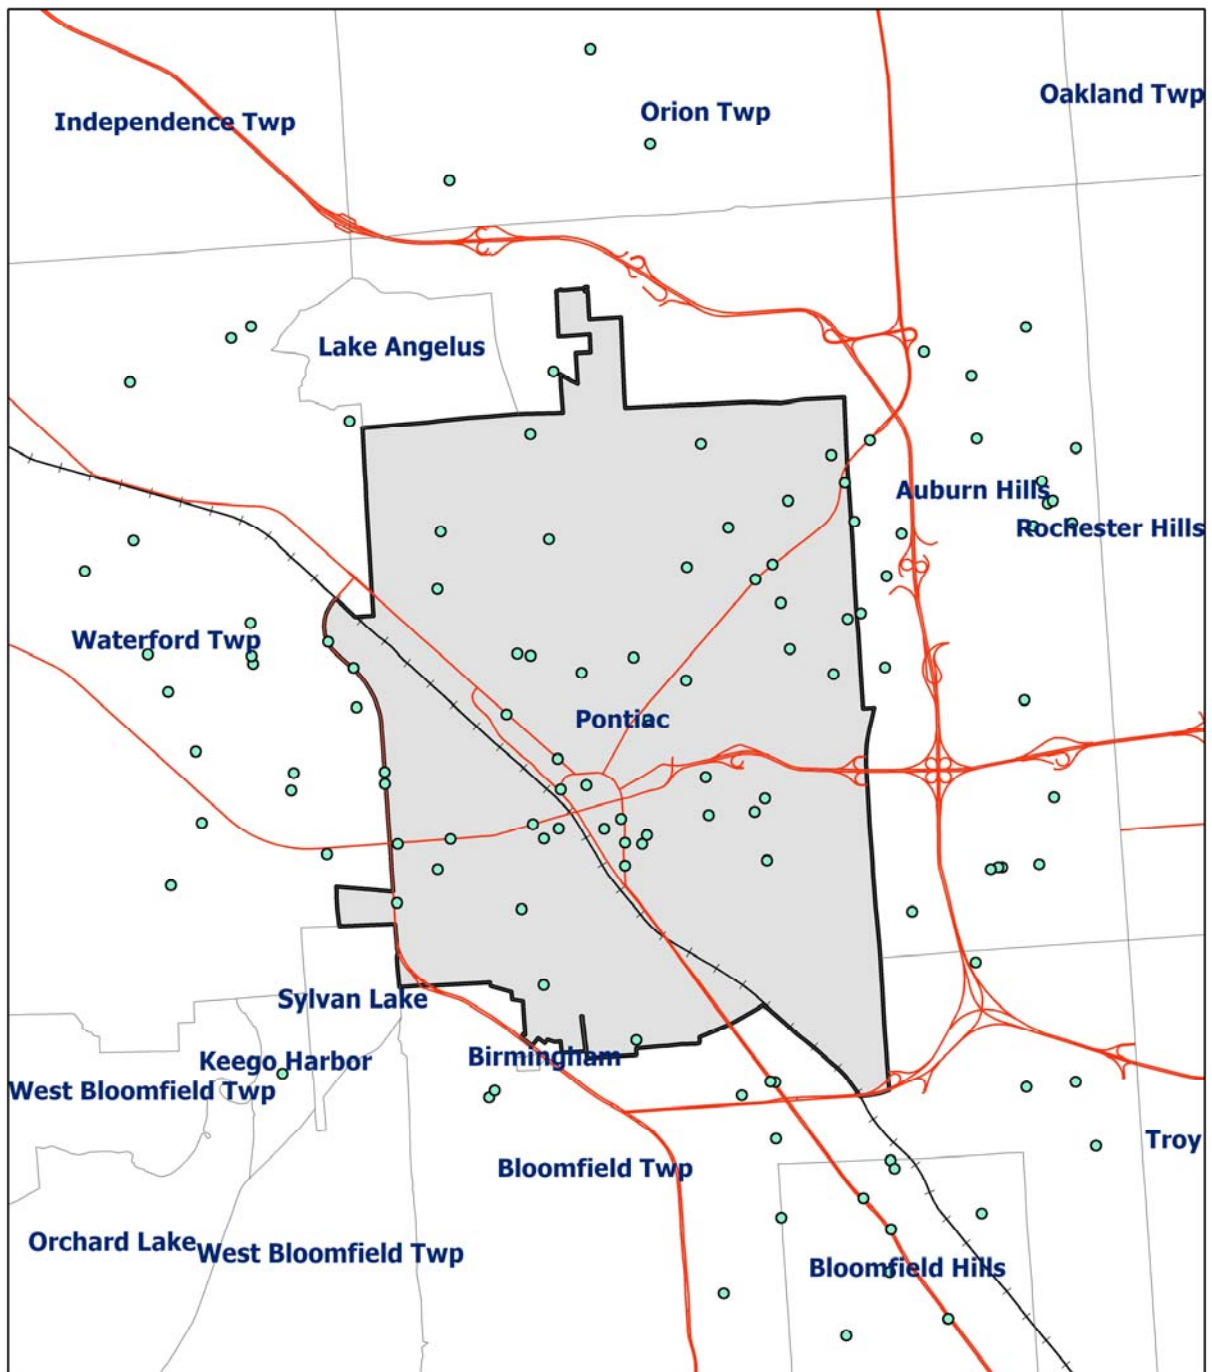 Oakland Twp
Orion Twp
Independence Twp
Lake Angelus
Auburn Hills
Rochester Hills
Waterford Twp
Pontiac
Sylvan Lake
Birmingham
Keego Harbor
West Bloomfield Twp
Troy
Bloomfield Twp
Orchard Lake
West Bloomfield Twp
Bloomfield Hills